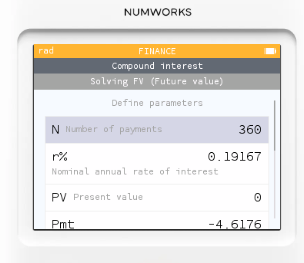 NUMWORKS
rad FINANCE
Compound interest
Solving FV (Future value)
Define parameters
N Number of payments 360
r% 0.19167
Nominal annual rate of interest
PV Present value 0
Pmt -4.6176